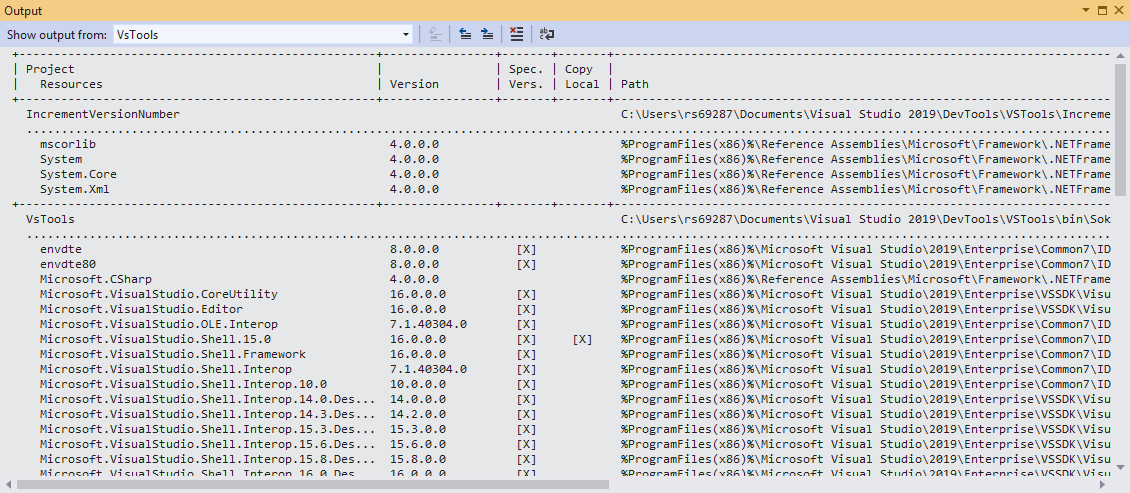 Output
Show output from: VsTools
| Project | | Spec. | Copy |
| Resources | Version | Vers. | Local | Path
IncrementVersionNumber C:\Users\rs69287\Documents\Visual Studio 2019\DevTools\VSTools\Increme
mscorlib 4.0.0.0 %ProgramFiles(x86)%\Reference Assemblies\Microsoft\Framework\.NETFrame
System 4.0.0.0 %ProgramFiles(x86)%\Reference Assemblies\Microsoft\Framework\.NETFrame
System.Core 4.0.0.0 %ProgramFiles(x86)%\Reference Assemblies\Microsoft\Framework\.NETFrame
System.Xml 4.0.0.0 %ProgramFiles(x86)%\Reference Assemblies\Microsoft\Framework\.NETFrame
VsTools C:\Users\rs69287\Documents\Visual Studio 2019\DevTools\VSTools\bin\Sok
envdte 8.0.0.0 [X] %ProgramFiles(x86)%\Microsoft Visual Studio\2019\Enterprise\Common7\ID
envdte80 8.0.0.0 [X] %ProgramFiles(x86)%\Microsoft Visual Studio\2019\Enterprise\Common7\ID
Microsoft.CSharp 4.0.0.0 %ProgramFiles(x86)%\Reference Assemblies\Microsoft\Framework\.NETFrame
Microsoft.VisualStudio.CoreUtility 16.0.0.0 [X] %ProgramFiles(x86)%\Microsoft Visual Studio\2019\Enterprise\VSSDK\Visu
Microsoft.VisualStudio.Editor 16.0.0.0 [X] %ProgramFiles(x86)%\Microsoft Visual Studio\2019\Enterprise\VSSDK\Visu
Microsoft.VisualStudio.OLE.Interop 7.1.40304.0 [X] %ProgramFiles(x86)%\Microsoft Visual Studio\2019\Enterprise\Common7\ID
Microsoft.VisualStudio.Shell.15.0 16.0.0.0 [X] [X] %ProgramFiles(x86)%\Microsoft Visual Studio\2019\Enterprise\VSSDK\Visu
Microsoft.VisualStudio.Shell.Framework 16.0.0.0 [X] %ProgramFiles(x86)%\Microsoft Visual Studio\2019\Enterprise\Common7\ID
Microsoft.VisualStudio.Shell.Interop 7.1.40304.0 [X] %ProgramFiles(x86)%\Microsoft Visual Studio\2019\Enterprise\Common7\ID
Microsoft.VisualStudio.Shell.Interop.10.0 10.0.0.0 [X] %ProgramFiles(x86)%\Microsoft Visual Studio\2019\Enterprise\Common7\ID
Microsoft.VisualStudio.Shell.Interop.14.0.Des... 14.0.0.0 [X] %ProgramFiles(x86)%\Microsoft Visual Studio\2019\Enterprise\VSSDK\Visu
Microsoft.VisualStudio.Shell.Interop.14.3.Des... 14.2.0.0 [X] %ProgramFiles(x86)%\Microsoft Visual Studio\2019\Enterprise\VSSDK\Visu
Microsoft.VisualStudio.Shell.Interop.15.3.Des... 15.3.0.0 [X] %ProgramFiles(x86)%\Microsoft Visual Studio\2019\Enterprise\VSSDK\Visu
Microsoft.VisualStudio.Shell.Interop.15.6.Des... 15.6.0.0 [X] %ProgramFiles(x86)%\Microsoft Visual Studio\2019\Enterprise\VSSDK\Visu
Microsoft.VisualStudio.Shell.Interop.15.8.Des... 15.8.0.0 [X] %ProgramFiles(x86)%\Microsoft Visual Studio\2019\Enterprise\VSSDK\Visu
Microsoft.VisualStudio.Shell.Interop.16.0.Des... 16.0.0.0 [X] %ProgramFiles(x86)%\Microsoft Visual Studio\2019\Enterprise\VSSDK\Visu